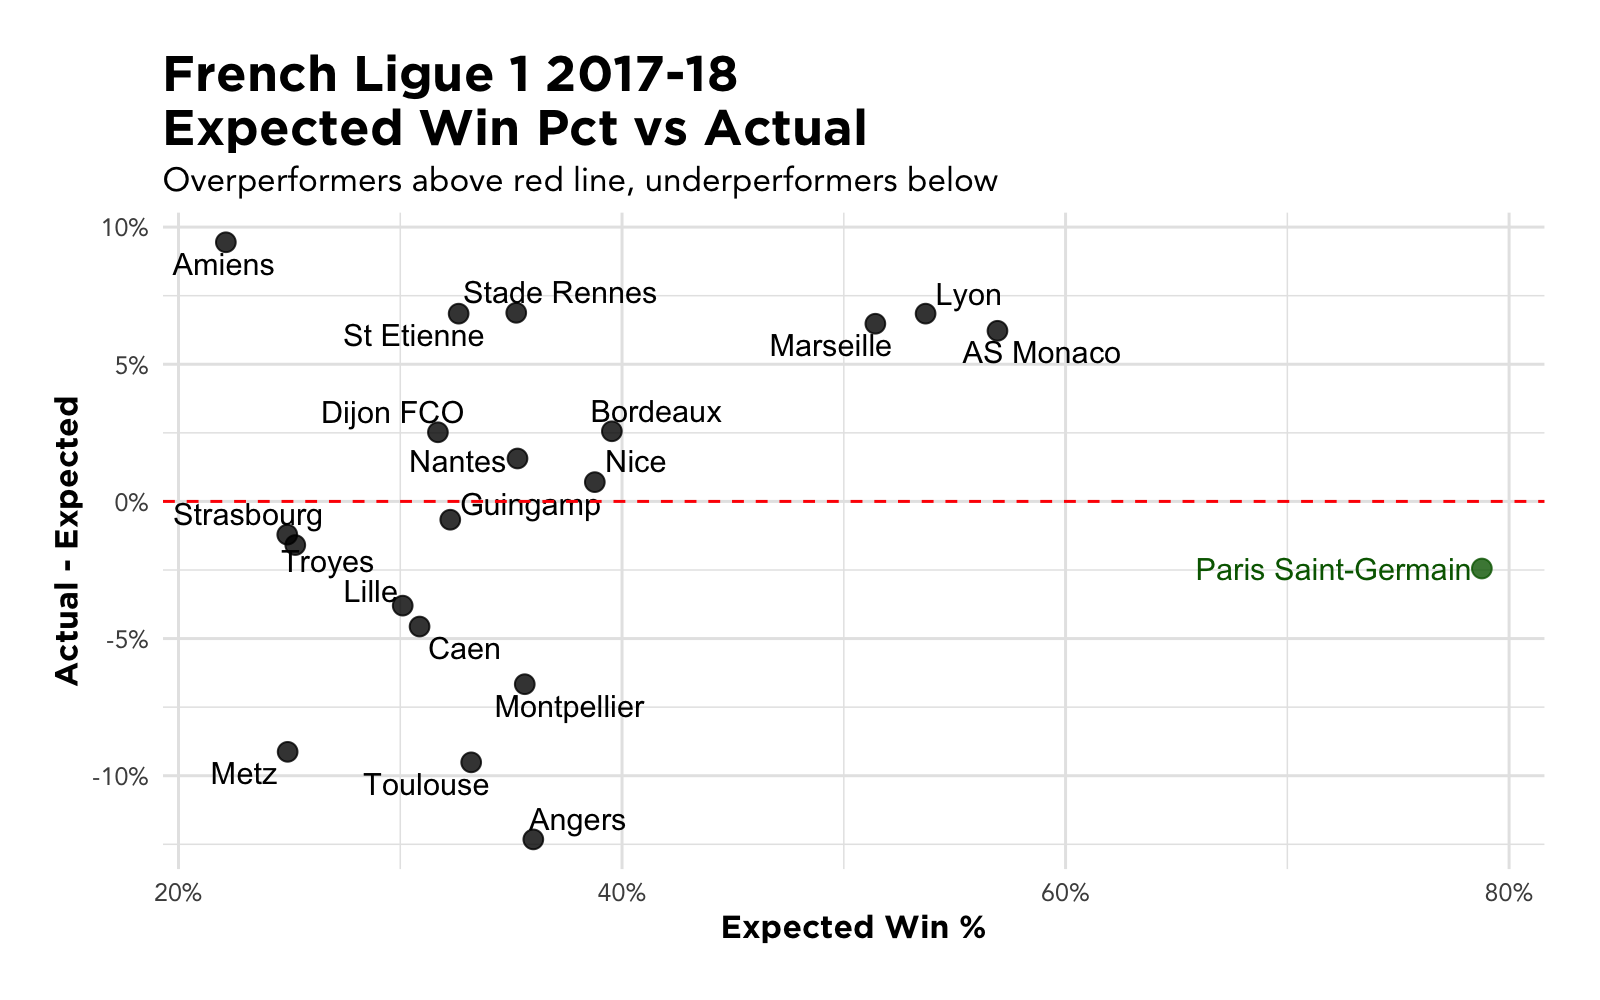 French Ligue 1 2017-18
Expected Win Pct vs Actual
Overperformers above red line, underperformers below
10%
Amiens
Stade Rennes
Lyon
St Etienne
Marseille
AS Monaco
5%
Dijon FCO
Bordeaux
Nantes
Nice
0%
Guingamp
Strasbourg
Troyes
Paris Saint-Germain
Lille
-5%
Caen
Montpellier
Metz
-10%
Toulouse
Angers
Actual - Expected
20%
40%
60%
80%
Expected Win %